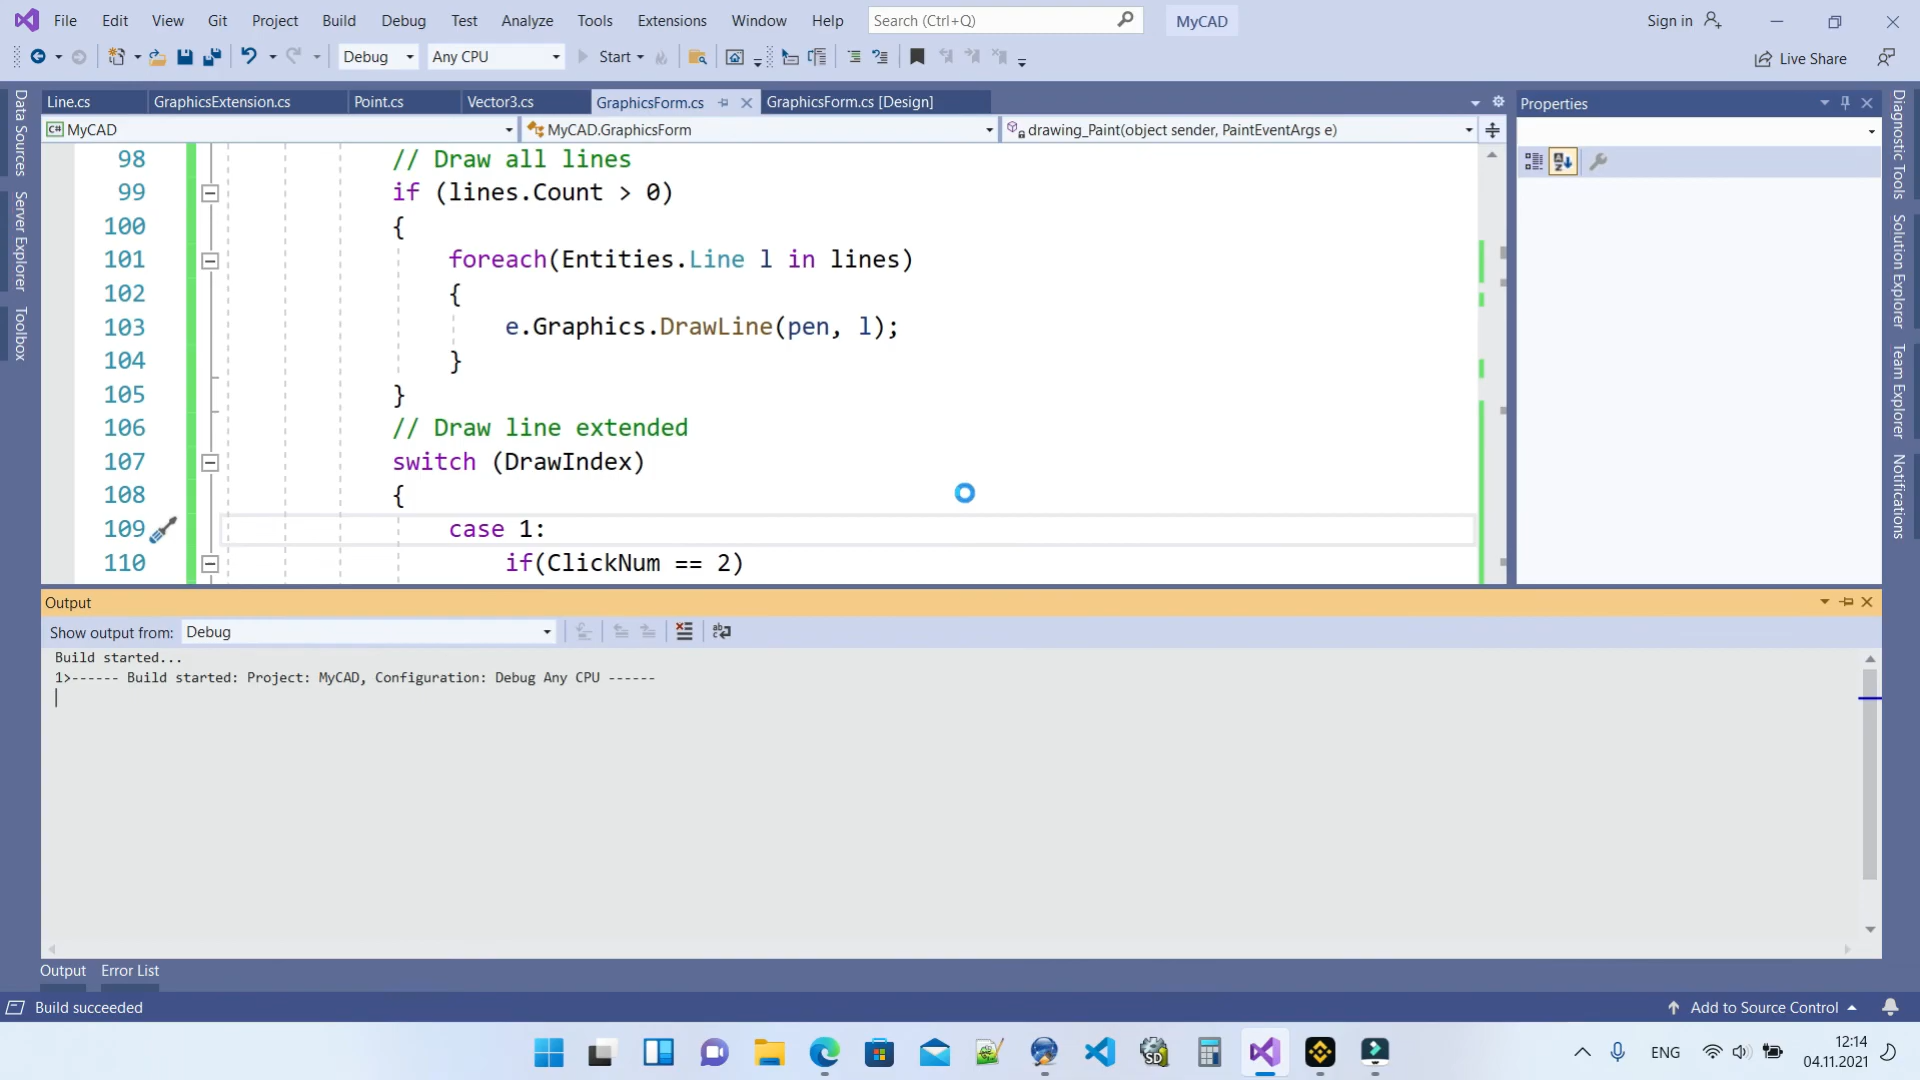 File Edit View Git Project Build Debug Test Analyze Tools Extensions Window Help Search (Ctrl+Q) MyCAD Sign in
Debug Any CPU Start Live Share
Line.cs GraphicsExtension.cs Point.cs Vector3.cs GraphicsForm.cs GraphicsForm.cs [Design] Properties
C# MyCAD MyCAD.GraphicsForm drawing_Paint(object sender, PaintEventArgs e)
Data Sources
Server Explorer
Toolbox
98 // Draw all lines
99 if (lines.Count > 0)
100 {
101 foreach(Entities.Line l in lines)
102 {
103 e.Graphics.DrawLine(pen, l);
104 }
105 }
106 // Draw line extended
107 switch (DrawIndex)
108 {
109 case 1:
110 if(ClickNum == 2)
Diagnostic Tools
Solution Explorer
Team Explorer
Notifications
Output
Show output from: Debug
Build started...
1>------ Build started: Project: MyCAD, Configuration: Debug Any CPU ------
Output Error List
Build succeeded Add to Source Control
SD
ENG 12:14
04.11.2021